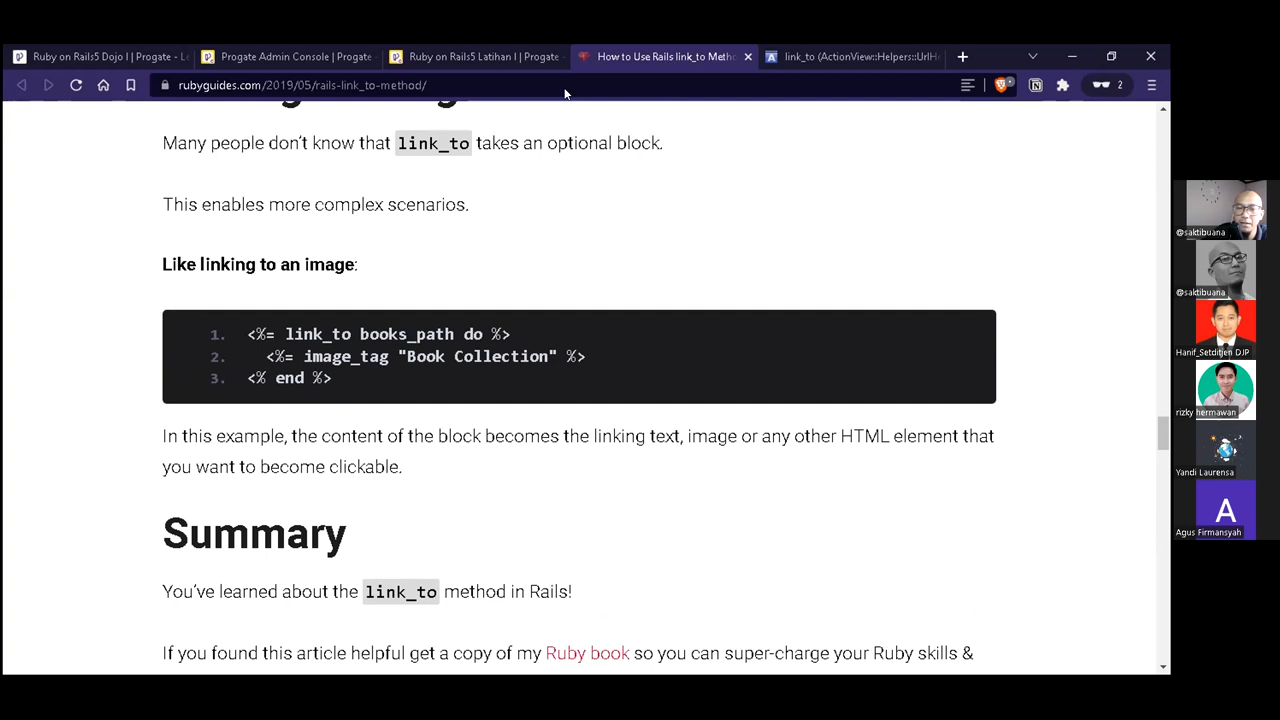 Ruby on Rails5 Dojo I | Progate - Le
Progate Admin Console | Progate
Ruby on Rails5 Latihan I | Progate
How to Use Rails link_to Metho
link_to (ActionView::Helpers::UrlHe
rubyguides.com/2019/05/rails-link_to-method/
2
Many people don't know that link_to takes an optional block.
This enables more complex scenarios.
Like linking to an image:
1. <%= link_to books_path do %>
2. <%= image_tag "Book Collection" %>
3. <% end %>
In this example, the content of the block becomes the linking text, image or any other HTML element that
you want to become clickable.
Summary
You've learned about the link_to method in Rails!
If you found this article helpful get a copy of my Ruby book so you can super-charge your Ruby skills &
@saktibuana
@saktibuana
Hanif_Setditjen DJP
rizky hermawan
Yandi Laurensa
A
Agus Firmansyah